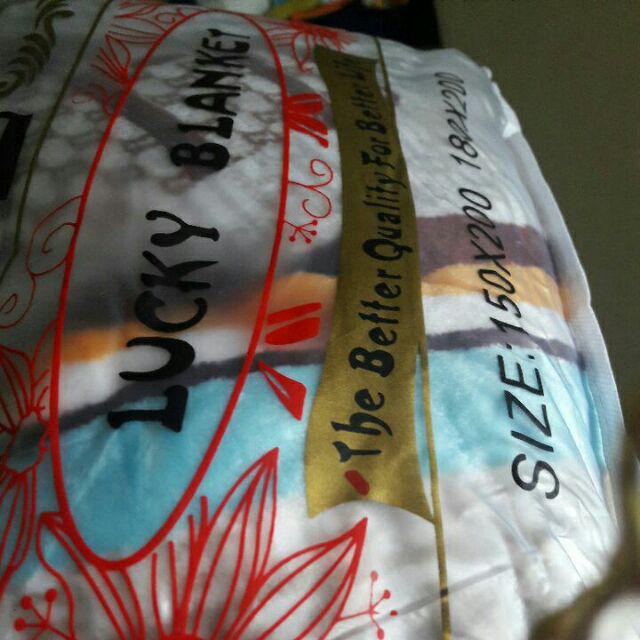 LUCKY BLANKET
The Better Quality For Better Life
SIZE: 150X200 180X200